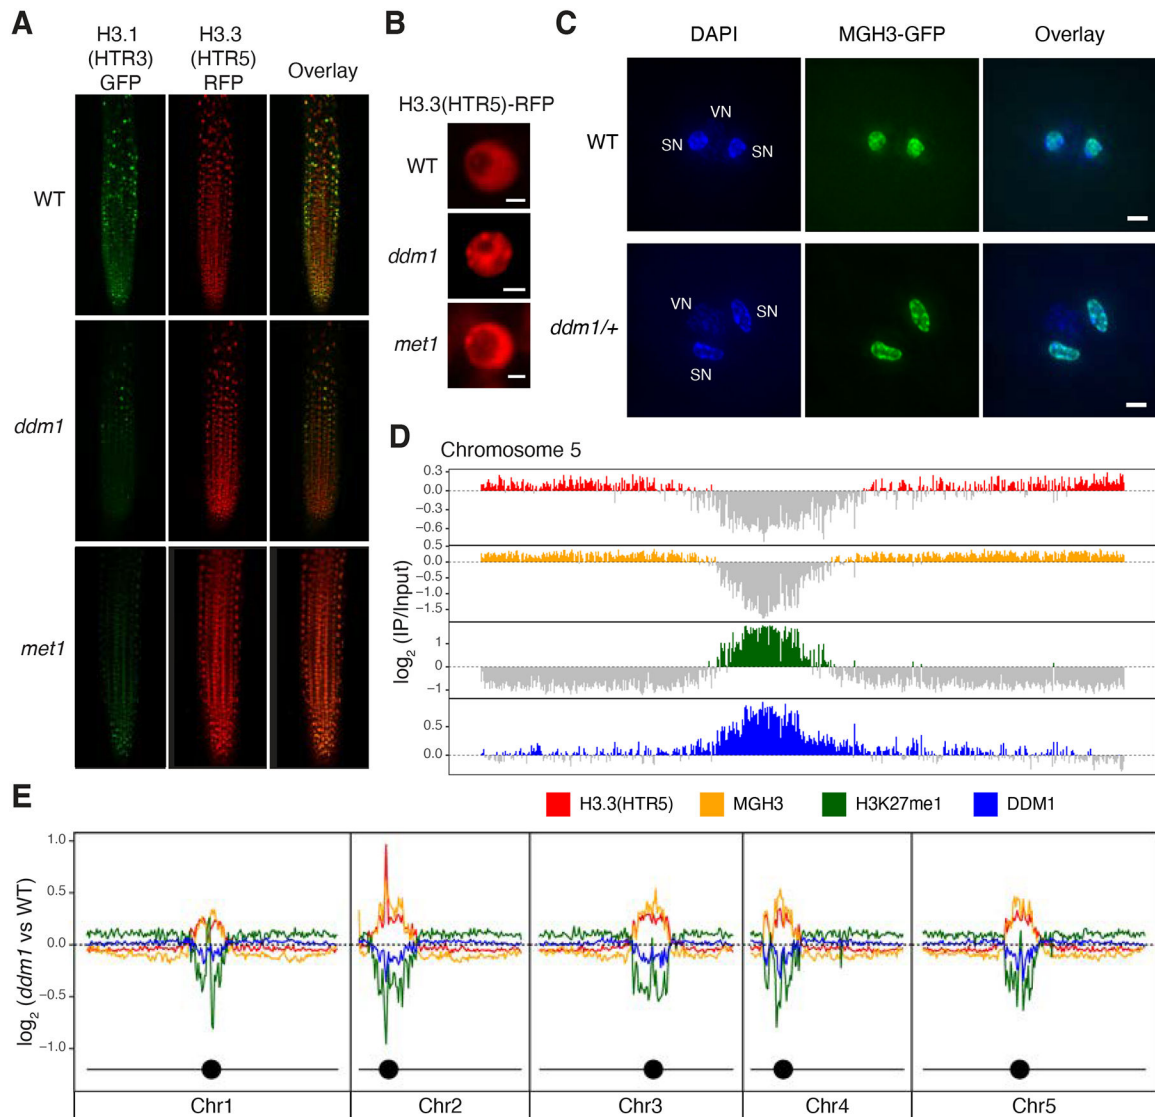 A
H3.1
(HTR3)
GFP
H3.3
(HTR5)
RFP
Overlay
WT
ddm1
met1
B
H3.3(HTR5)-RFP
WT
ddm1
met1
C
DAPI
MGH3-GFP
Overlay
WT
VN
SN
SN
ddm1/+
VN
SN
SN
D
Chromosome 5
log2 (IP/Input)
0.3
0.0
−0.3
−0.6
0.5
0.0
−0.5
−1.0
−1.5
1
0
−1
0.5
0.0
H3.3(HTR5)
MGH3
H3K27me1
DDM1
E
log2 (ddm1 vs WT)
1.0
0.5
0.0
−0.5
−1.0
Chr1
Chr2
Chr3
Chr4
Chr5